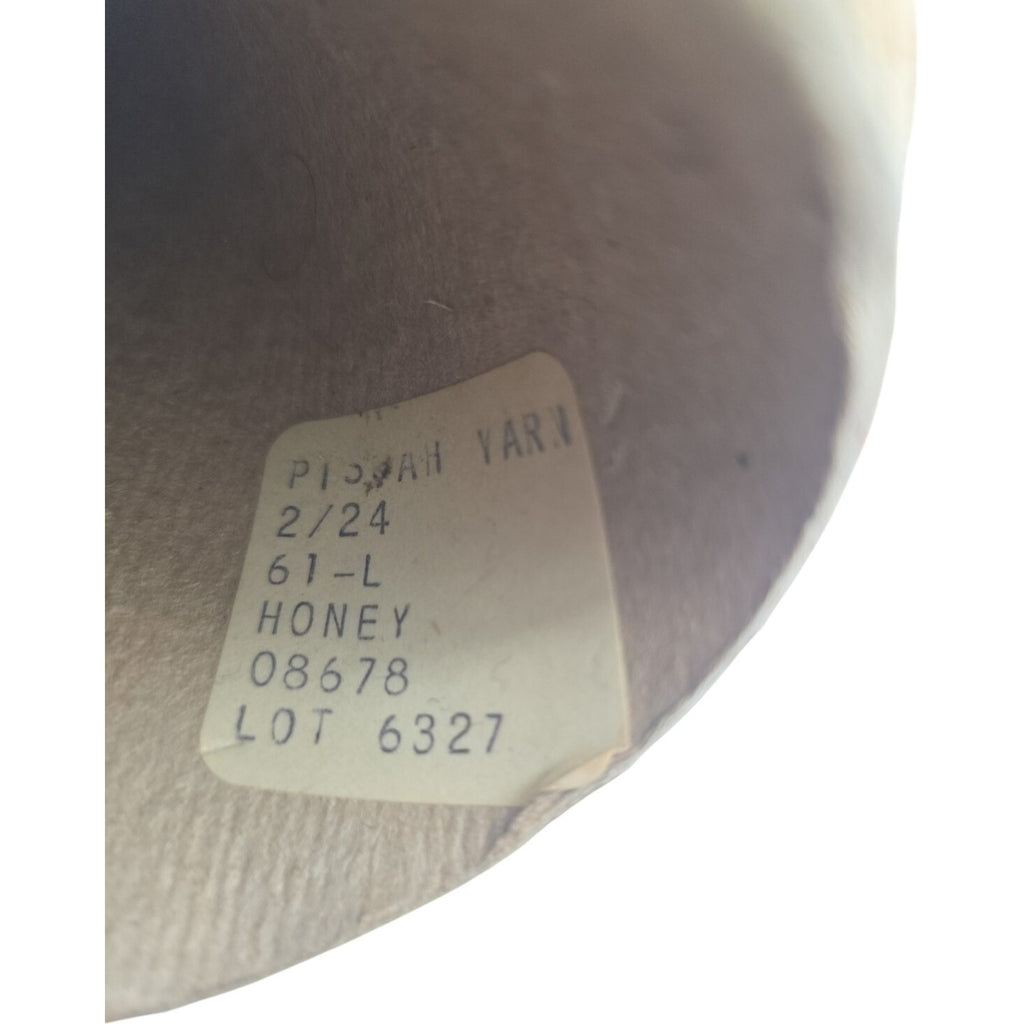 YARN
2/24
61-L
HONEY
08678
LOT 6327